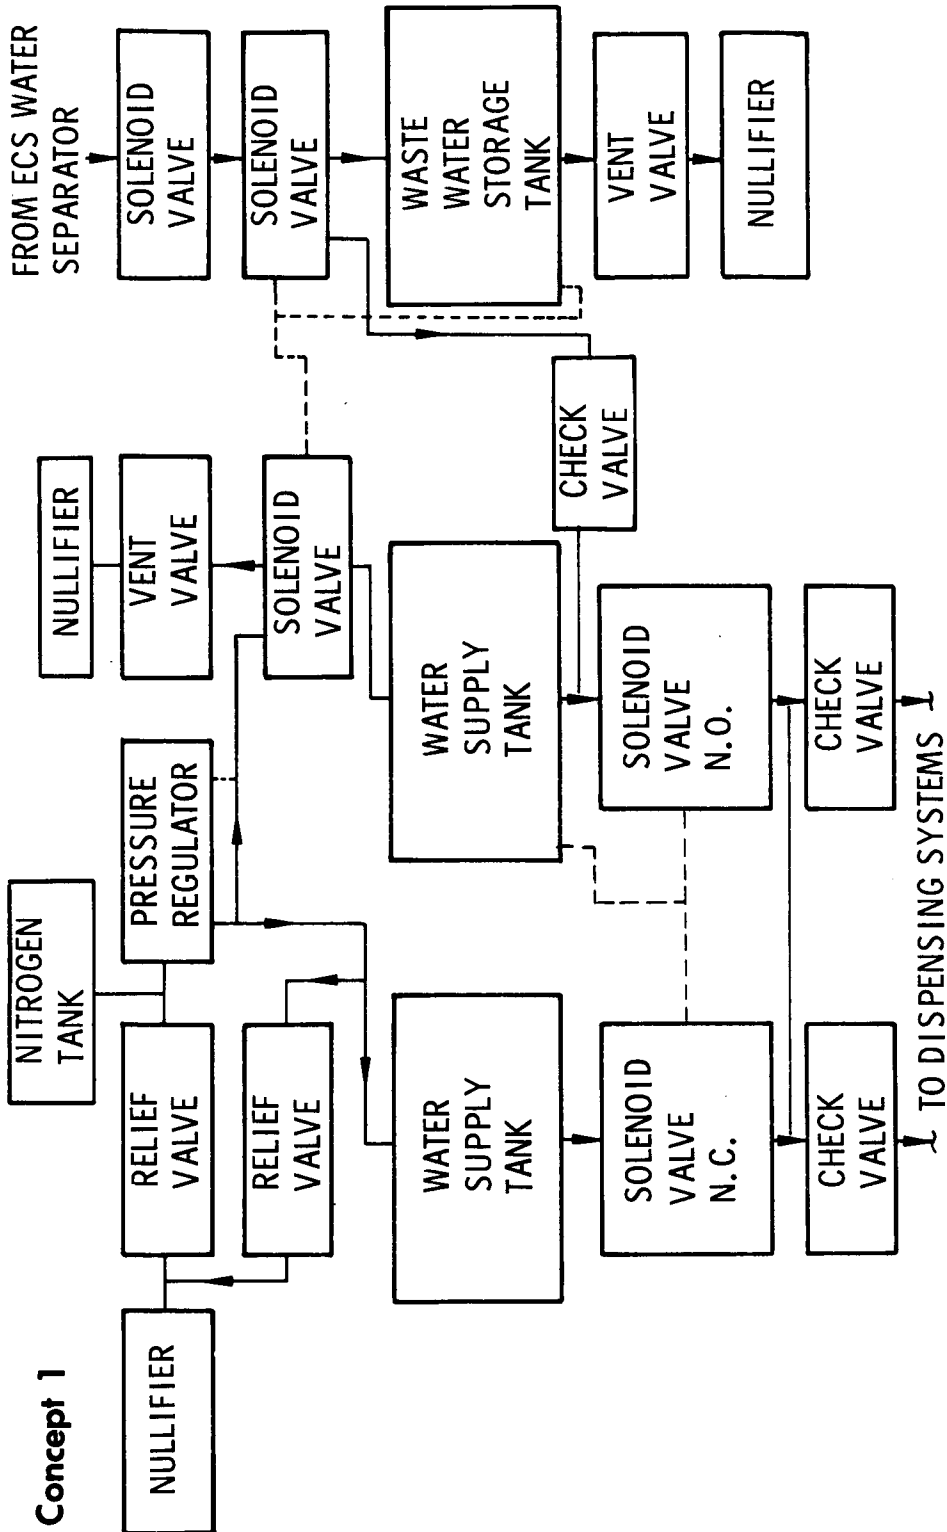 Concept 1
NITROGEN
TANK
NULLIFIER
RELIEF
VALVE
PRESSURE
REGULATOR
RELIEF
VALVE
NULLIFIER
VENT
VALVE
SOLENOID
VALVE
FROM ECS WATER
SEPARATOR
SOLENOID
VALVE
SOLENOID
VALVE
WATER
SUPPLY
TANK
WATER
SUPPLY
TANK
WASTE
WATER
STORAGE
TANK
CHECK
VALVE
SOLENOID
VALVE
N.C.
SOLENOID
VALVE
N.O.
VENT
VALVE
NULLIFIER
CHECK
VALVE
CHECK
VALVE
TO DISPENSING SYSTEMS